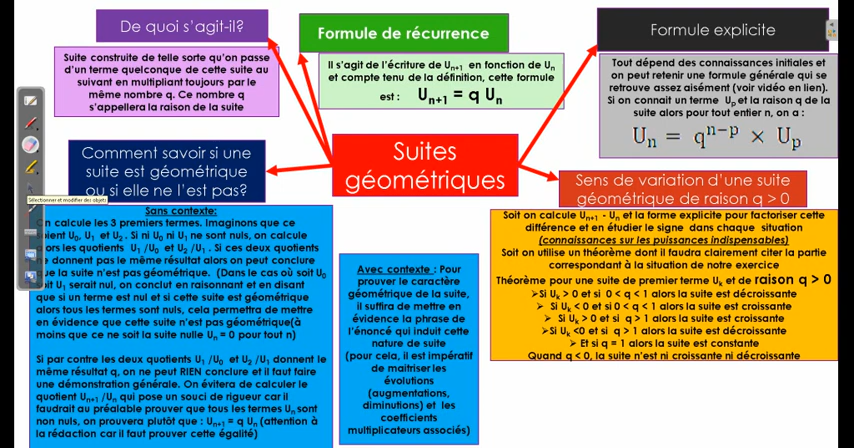 De quoi s'agit-il?
Suite construite de telle sorte qu'on passe
d'un terme quelconque de cette suite au
suivant en multipliant toujours par le
même nombre q. Ce nombre q
s'appellera la raison de la suite
Formule de récurrence
Il s'agit de l'écriture de Un+1 en fonction de Un
et compte tenu de la définition, cette formule
est : Un+1 = q Un
Formule explicite
Tout dépend des connaissances initiales et
on peut retenir une formule générale qui se
retrouve assez aisément (voir vidéo en lien).
Si on connait un terme Up et la raison q de la
suite alors pour tout entier n, on a :
Un = q^n−p × Up
Suites
géométriques
Comment savoir si une
suite est géométrique
ou si elle ne l'est pas?
Sélectionner et modifier des objets
Sans contexte:
On calcule les 3 premiers termes. Imaginons que ce
soient U0, U1 et U2. Si ni U0 ni U1 ne sont nuls, on calcule
alors les quotients U1/U0 et U2/U1. Si ces deux quotients
ne donnent pas le même résultat alors on peut conclure
que la suite n'est pas géométrique. (Dans le cas où soit U0
soit U1 serait nul, on conclut en raisonnant et en disant
que si un terme est nul et si cette suite est géométrique
alors tous les termes sont nuls, cela permettra de mettre
en évidence que cette suite n'est pas géométrique(à
moins que ce ne soit la suite nulle Un = 0 pour tout n)
Si par contre les deux quotients U1/U0 et U2/U1 donnent le
même résultat q, on ne peut RIEN conclure et il faut faire
une démonstration générale. On évitera de calculer le
quotient Un+1/Un qui pose un souci de rigueur car il
faudrait au préalable prouver que tous les termes Un sont
non nuls, on prouvera plutôt que : Un+1 = q Un (attention à
la rédaction car il faut prouver cette égalité)
Avec contexte : Pour
prouver le caractère
géométrique de la suite,
il suffira de mettre en
évidence la phrase de
l'énoncé qui induit cette
nature de suite
(pour cela, il est impératif
de maitriser les
évolutions
(augmentations,
diminutions) et les
coefficients
multiplicateurs associés)
Sens de variation d'une suite
géométrique de raison q > 0
Soit on calcule Un+1 - Un et la forme explicite pour factoriser cette
différence et en étudier le signe dans chaque situation
(connaissances sur les puissances indispensables)
Soit on utilise un théorème dont il faudra clairement citer la partie
correspondant à la situation de notre exercice
Théorème pour une suite de premier terme Uk et de raison q > 0
➢Si Uk > 0 et si 0 < q < 1 alors la suite est décroissante
➢ Si Uk < 0 et si 0 < q < 1 alors la suite est croissante
➢ Si Uk > 0 et si q > 1 alors la suite est croissante
➢Si Uk <0 et si q > 1 alors la suite est décroissante
➢ Et si q = 1 alors la suite est constante
Quand q < 0, la suite n'est ni croissante ni décroissante